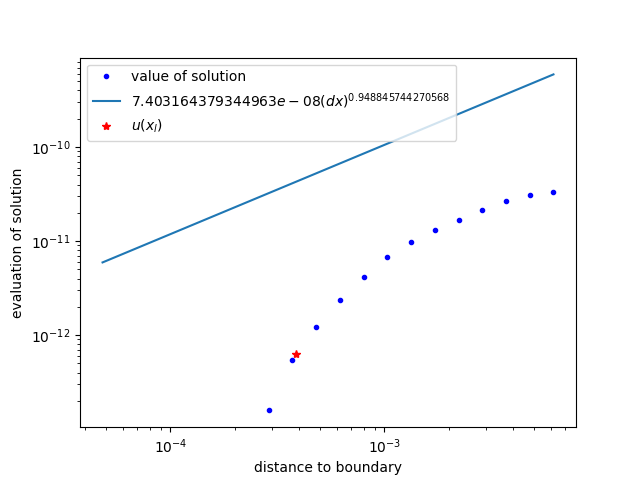 value of solution
7.403164379344963e − 08(dx)^0.948845744270568
u(x_l)
10^−10
10^−11
10^−12
evaluation of solution
10^−4
10^−3
distance to boundary